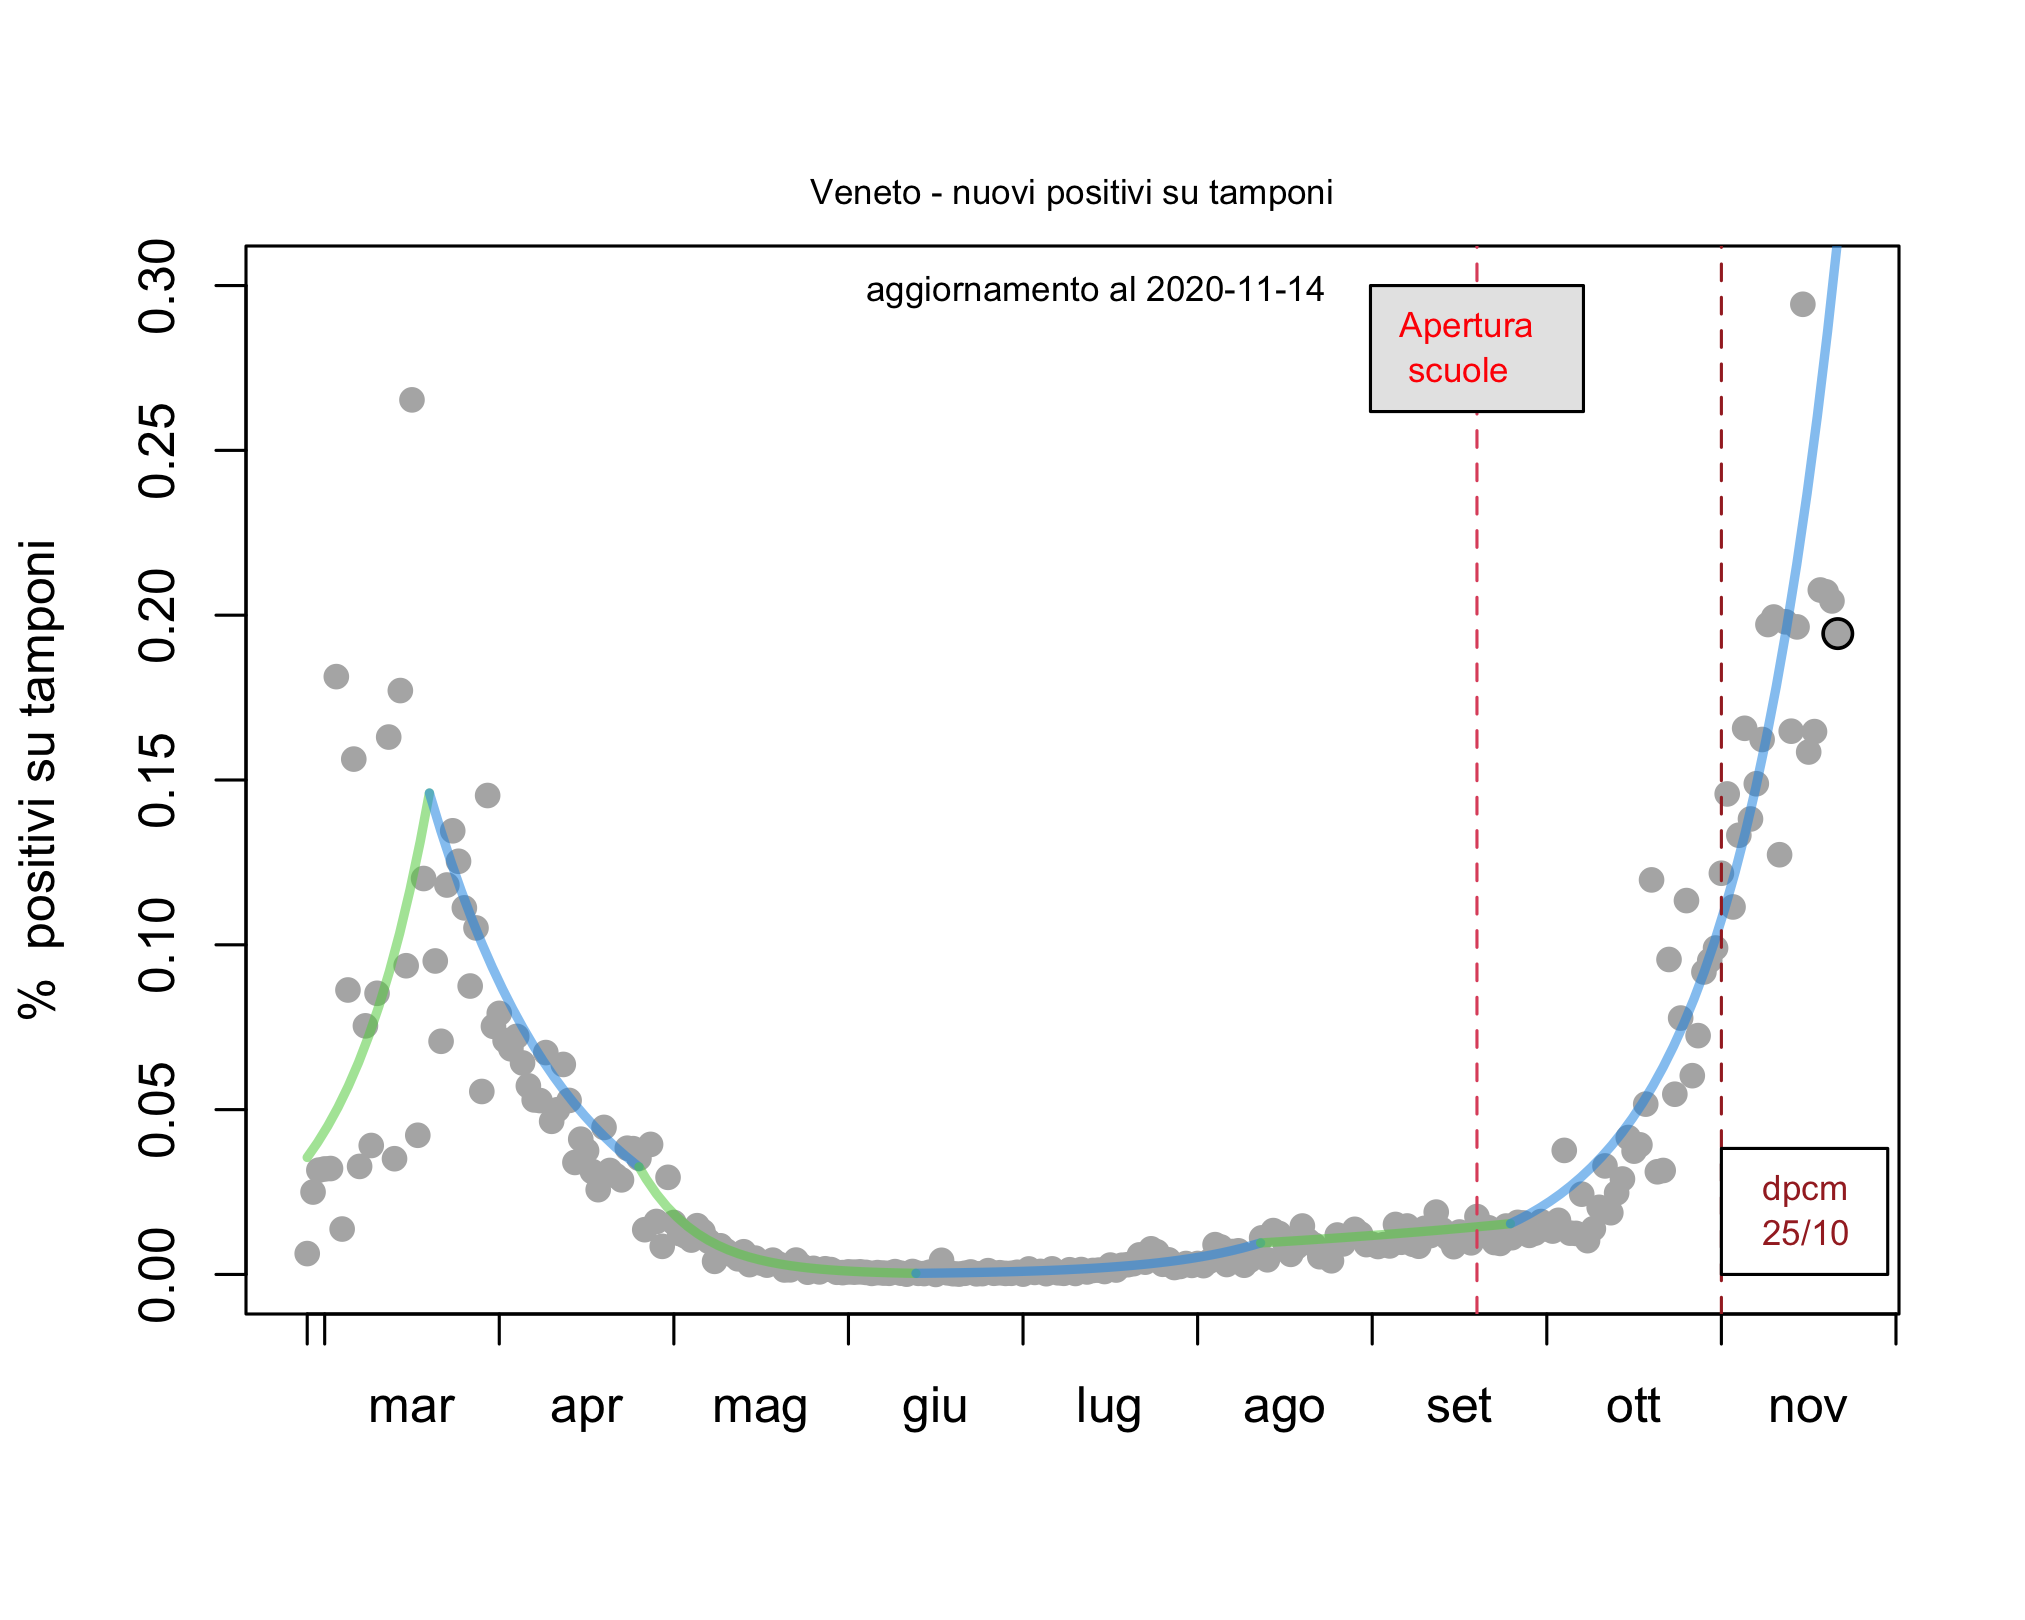 Veneto - nuovi positivi su tamponi
aggiornamento al 2020-11-14
Apertura
scuole
% positivi su tamponi
0.30
0.25
0.20
0.15
0.10
0.05
0.00
dpcm
25/10
mar apr mag giu lug ago set ott nov